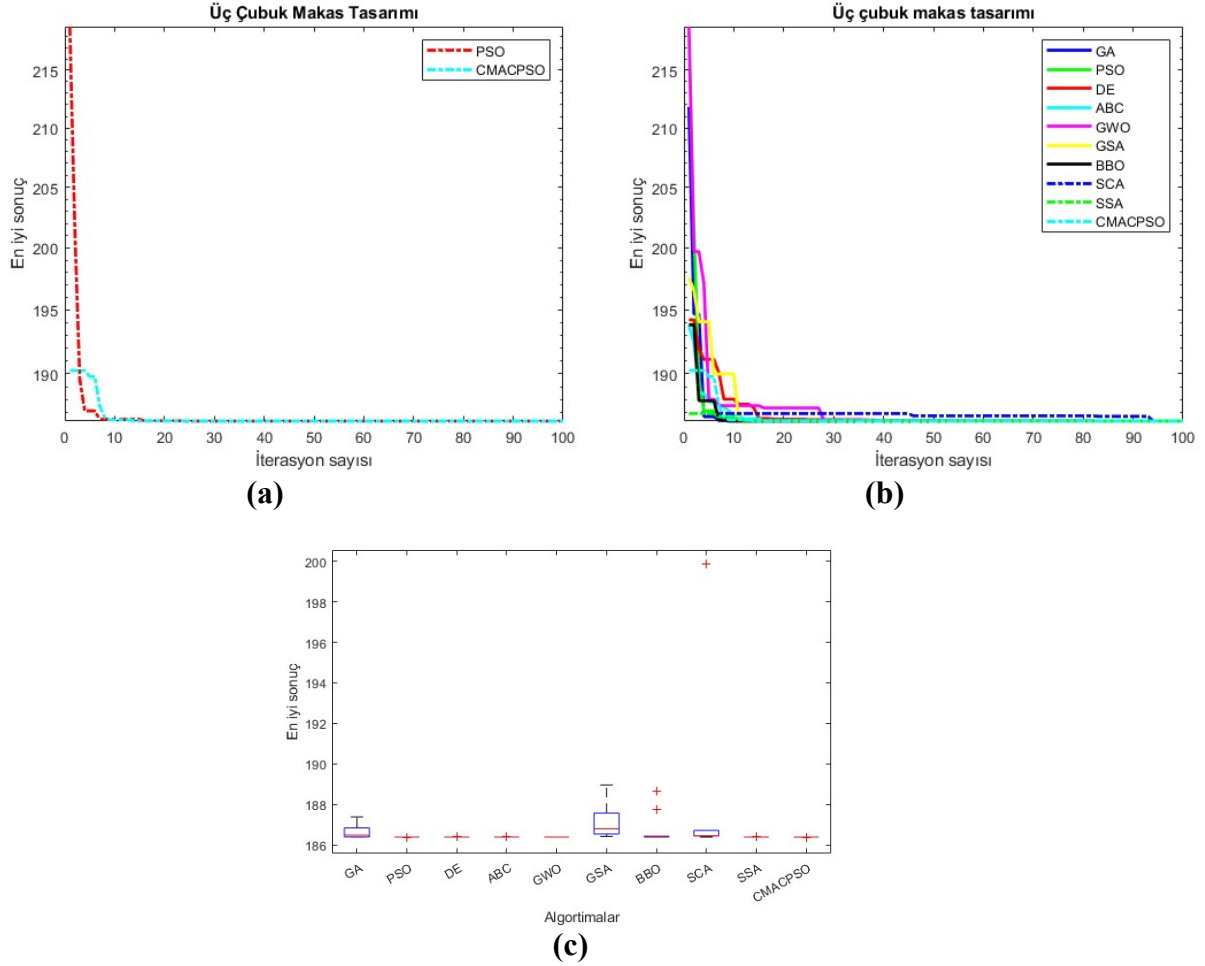 Üç Çubuk Makas Tasarımı
PSO
CMACPSO
215
210
205
200
195
190
En iyi sonuç
0 10 20 30 40 50 60 70 80 90 100
İterasyon sayısı
(a)
Üç çubuk makas tasarımı
GA
PSO
DE
ABC
GWO
GSA
BBO
SCA
SSA
CMACPSO
215
210
205
200
195
190
En iyi sonuç
0 10 20 30 40 50 60 70 80 90 100
İterasyon sayısı
(b)
200
198
196
194
192
190
188
186
En iyi sonuç
GA PSO DE ABC GWO GSA BBO SCA SSA CMACPSO
Algortimalar
(c)